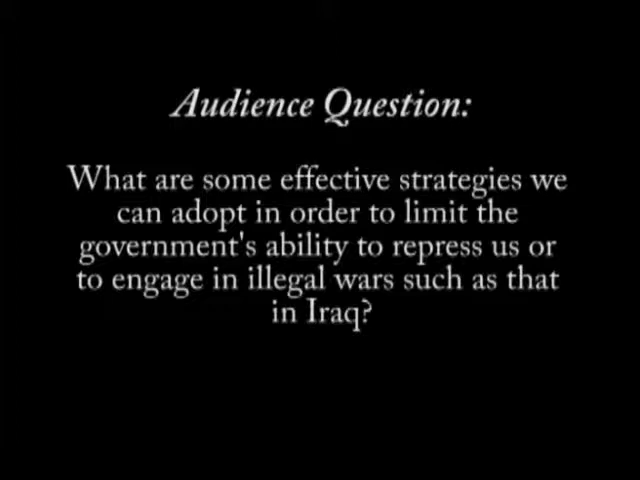 Audience Question:
What are some effective strategies we
can adopt in order to limit the
government's ability to repress us or
to engage in illegal wars such as that
in Iraq?